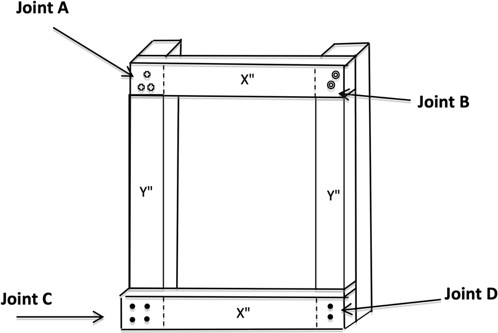 Joint A
X"
Joint B
Y"
Y"
Joint C
X"
Joint D